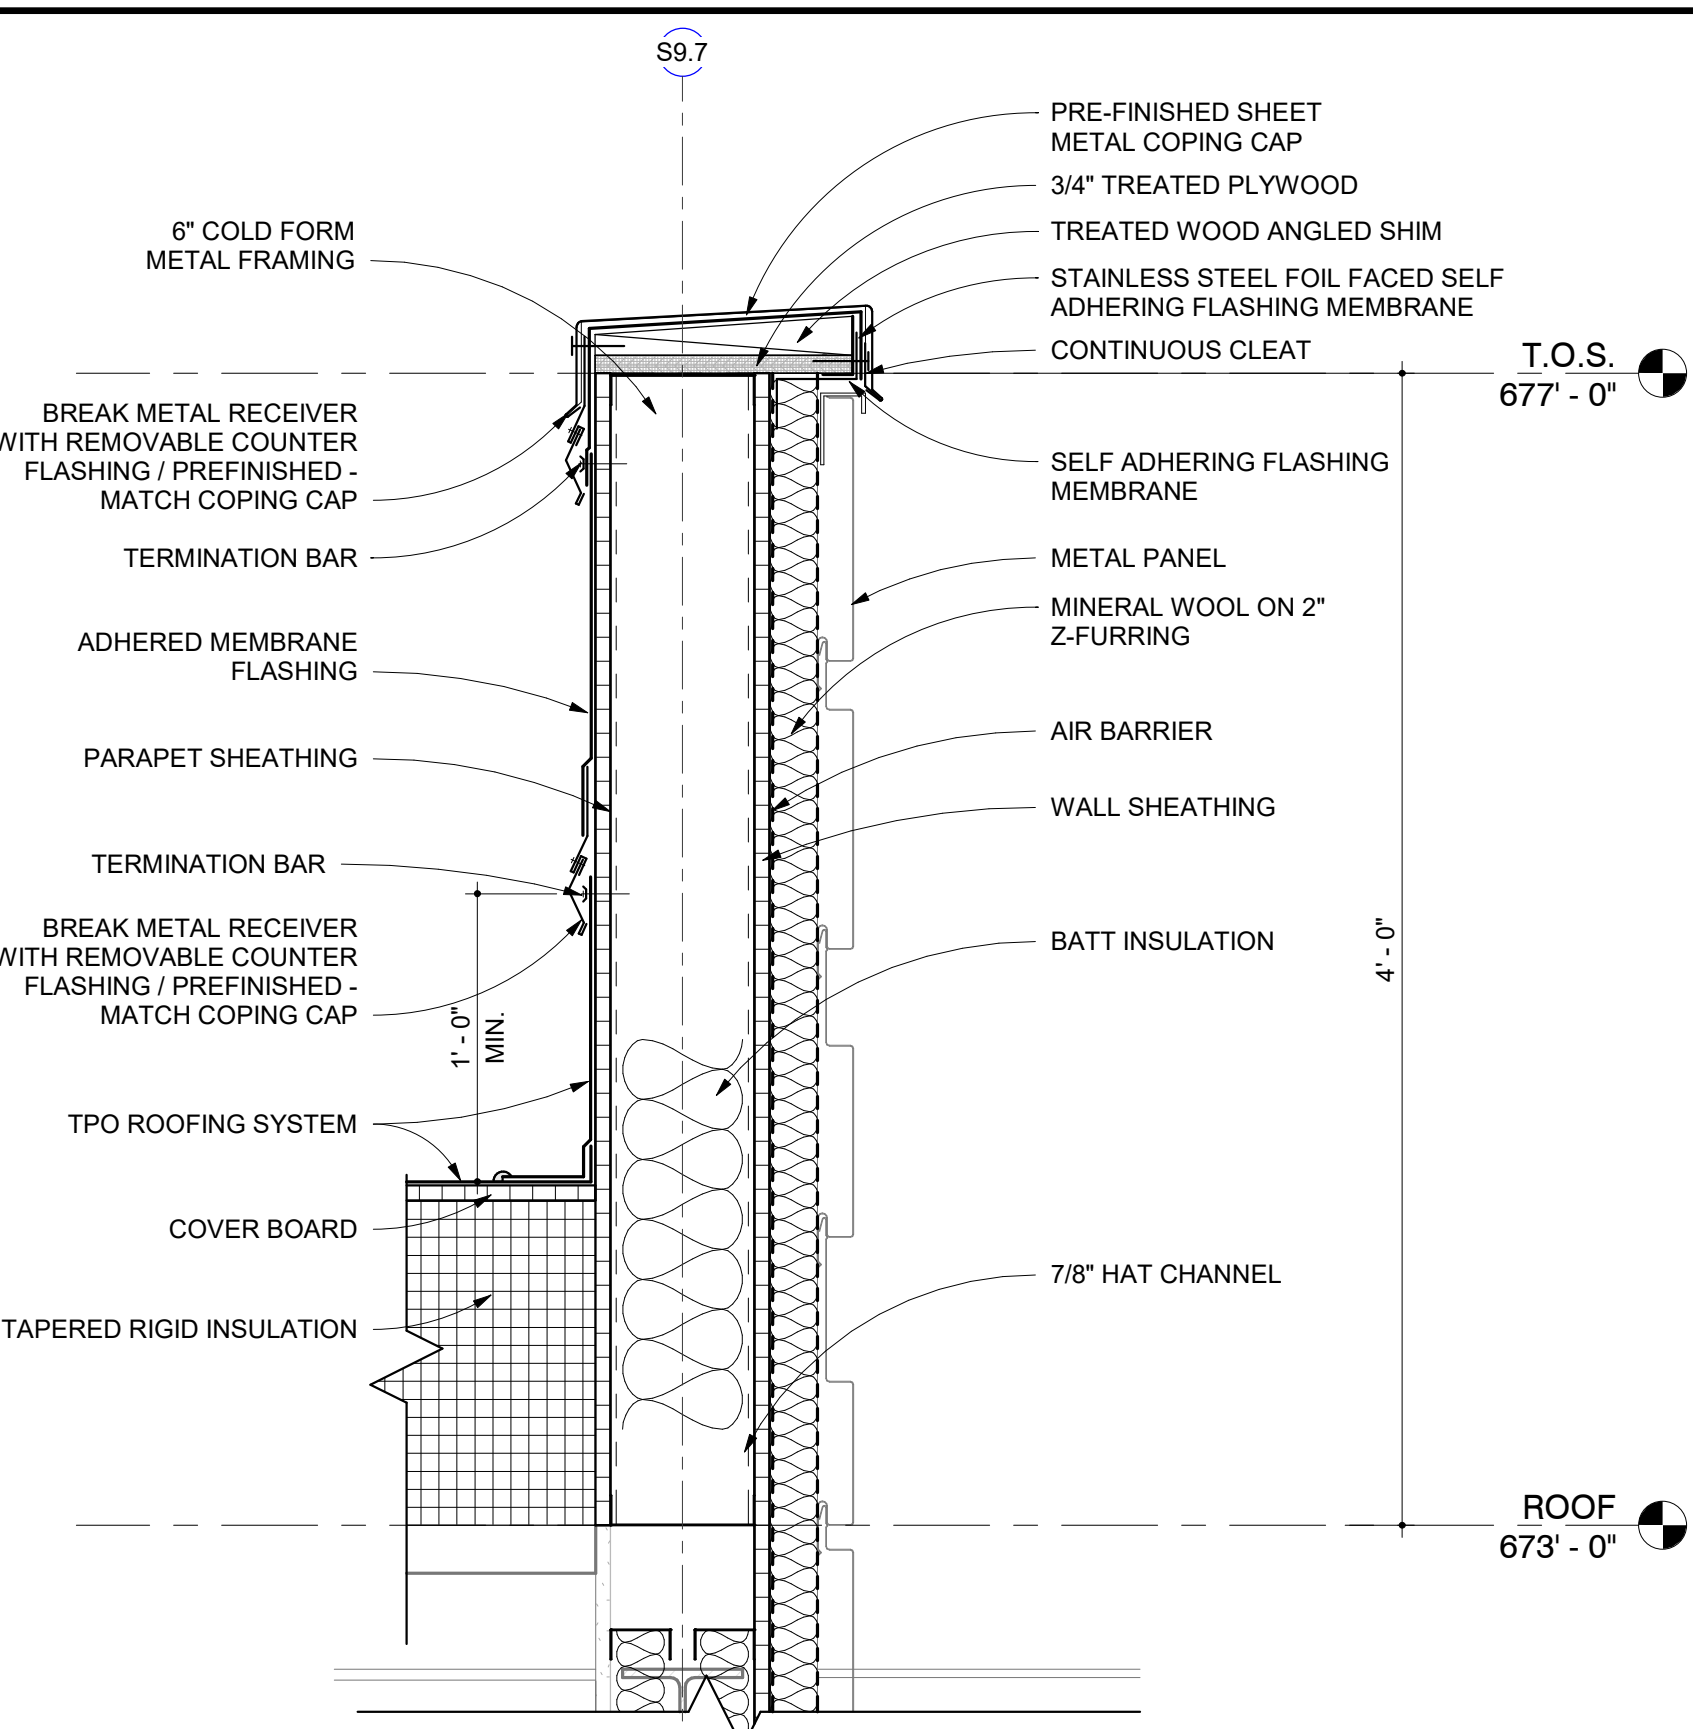 S9.7
6" COLD FORM
METAL FRAMING
BREAK METAL RECEIVER
WITH REMOVABLE COUNTER
FLASHING / PREFINISHED -
MATCH COPING CAP
TERMINATION BAR
ADHERED MEMBRANE
FLASHING
PARAPET SHEATHING
TERMINATION BAR
BREAK METAL RECEIVER
WITH REMOVABLE COUNTER
FLASHING / PREFINISHED -
MATCH COPING CAP
1' - 0"
MIN.
TPO ROOFING SYSTEM
COVER BOARD
TAPERED RIGID INSULATION
PRE-FINISHED SHEET
METAL COPING CAP
3/4" TREATED PLYWOOD
TREATED WOOD ANGLED SHIM
STAINLESS STEEL FOIL FACED SELF
ADHERING FLASHING MEMBRANE
CONTINUOUS CLEAT
SELF ADHERING FLASHING
MEMBRANE
METAL PANEL
MINERAL WOOL ON 2"
Z-FURRING
AIR BARRIER
WALL SHEATHING
BATT INSULATION
7/8" HAT CHANNEL
T.O.S.
677' - 0"
4' - 0"
ROOF
673' - 0"